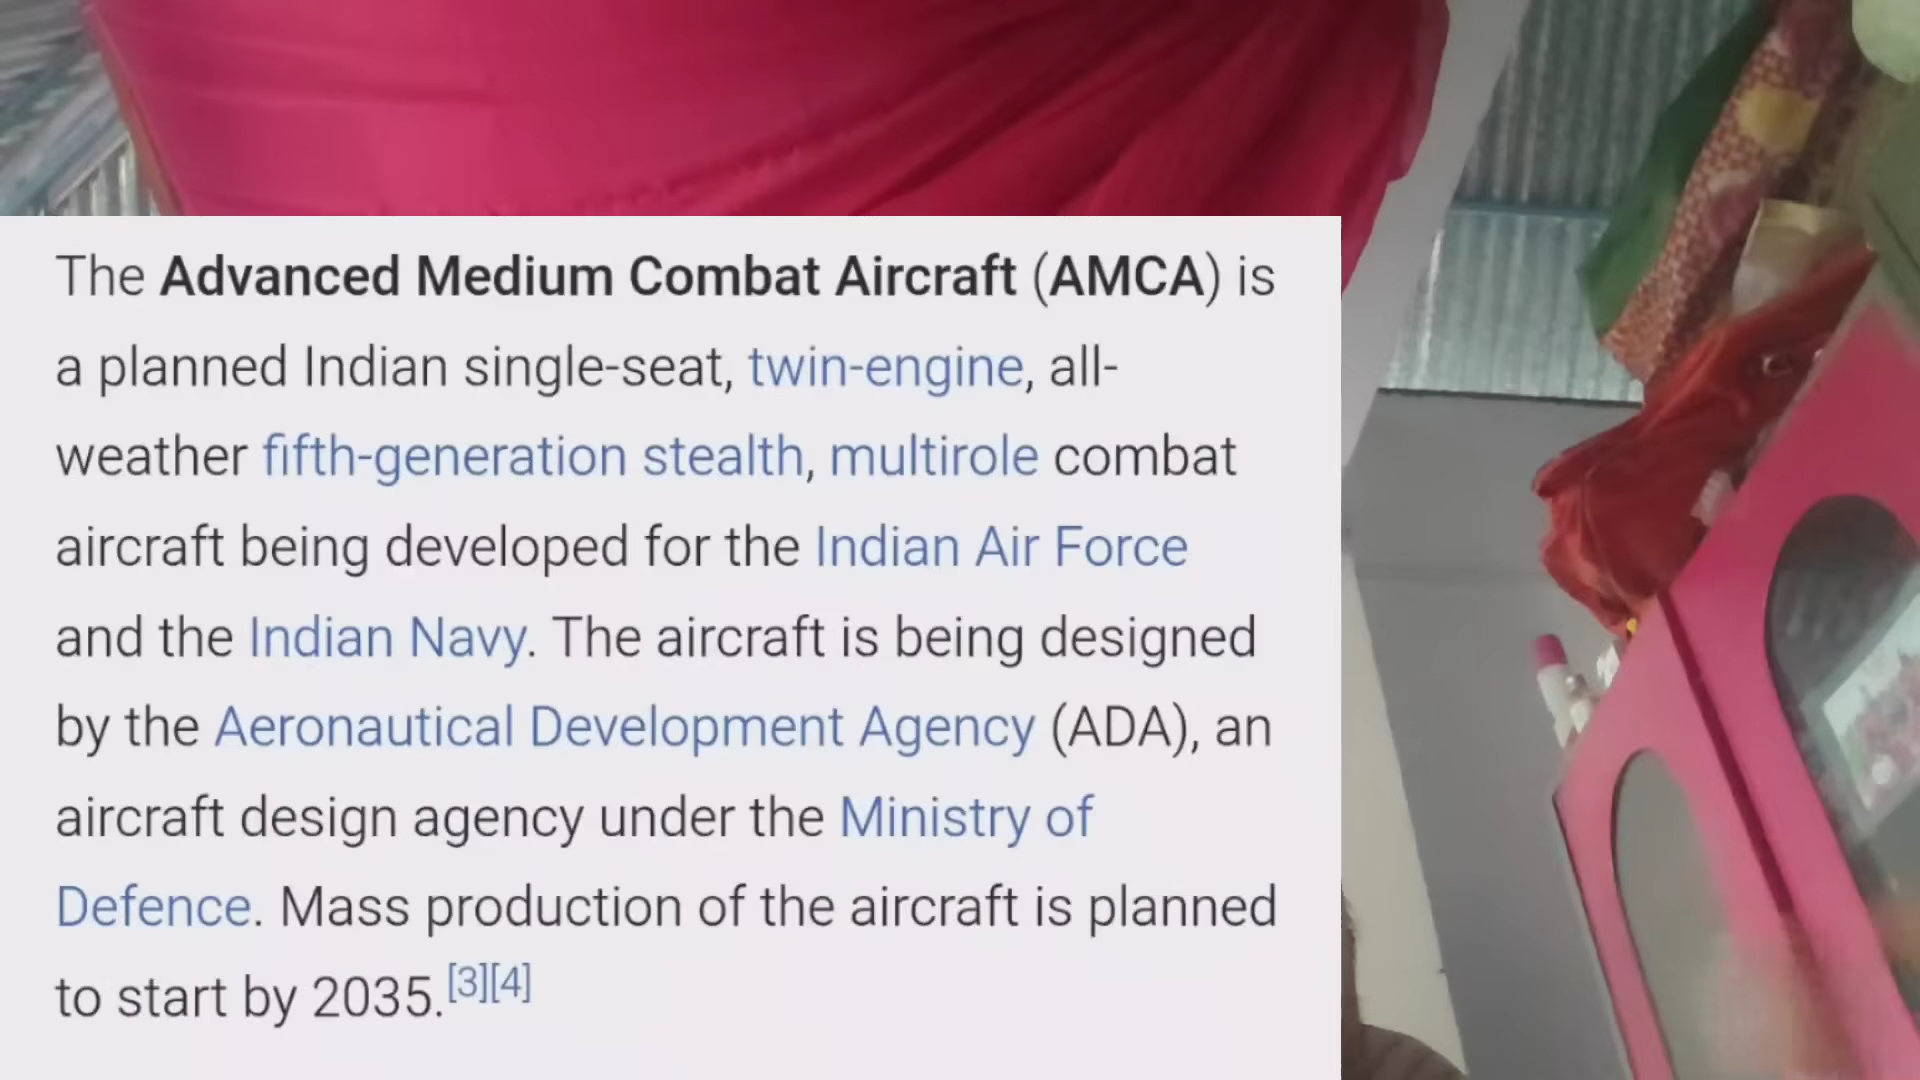 The Advanced Medium Combat Aircraft (AMCA) is
a planned Indian single-seat, twin-engine, all-
weather fifth-generation stealth, multirole combat
aircraft being developed for the Indian Air Force
and the Indian Navy. The aircraft is being designed
by the Aeronautical Development Agency (ADA), an
aircraft design agency under the Ministry of
Defence. Mass production of the aircraft is planned
to start by 2035.[3][4]